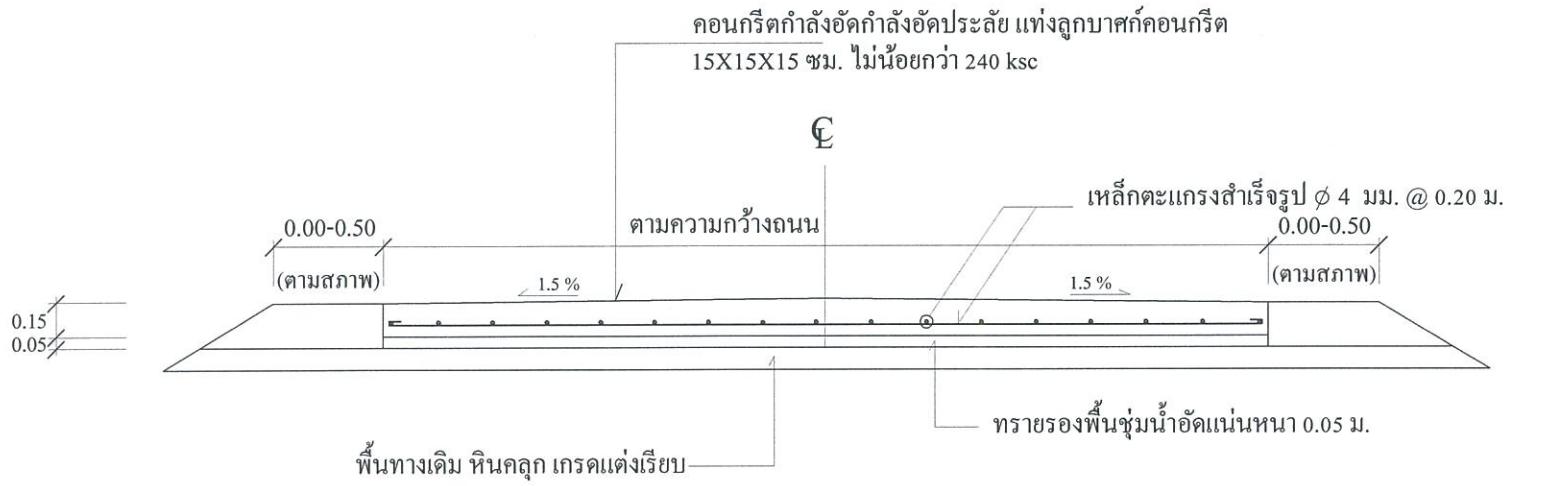 คอนกรีตกำลังอัดกำลังอัดประลัย แท่งลูกบาศก์คอนกรีต
15X15X15 ซม. ไม่น้อยกว่า 240 ksc
℄
เหล็กตะแกรงสำเร็จรูป ∅ 4 มม. @ 0.20 ม.
0.00-0.50
ตามความกว้างถนน
0.00-0.50
(ตามสภาพ)
1.5 %
1.5 %
(ตามสภาพ)
0.15
0.05
ทรายรองพื้นชุ่มน้ำอัดแน่นหนา 0.05 ม.
พื้นทางเดิม หินคลุก เกรดแต่งเรียบ